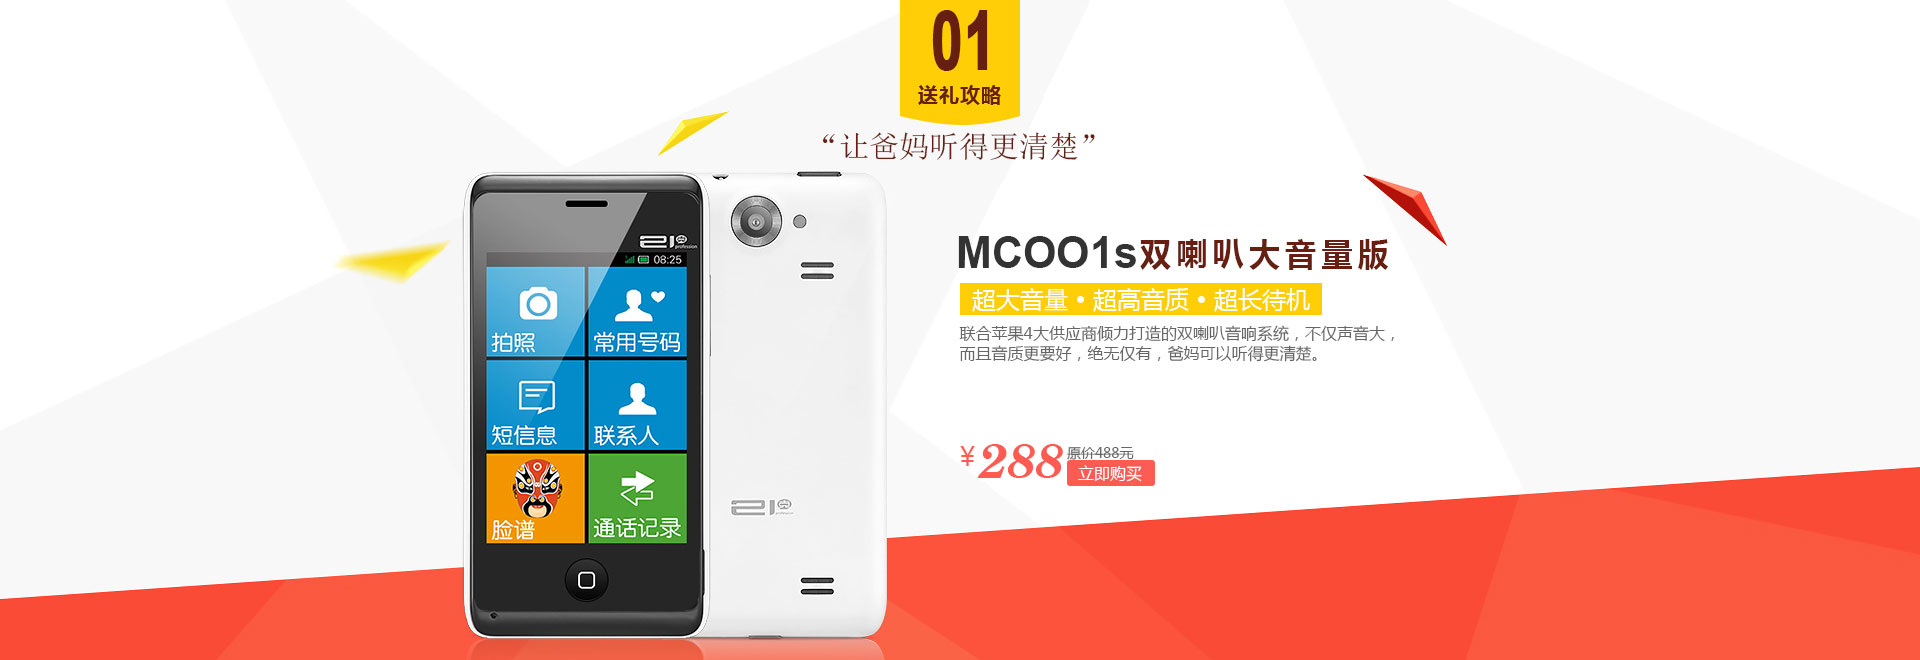 01
送礼攻略
“让爸妈听得更清楚”
profession
08:25
拍照
常用号码
短信息
联系人
脸谱
通话记录
MCOO1s双喇叭大音量版
超大音量·超高音质·超长待机
联合苹果4大供应商倾力打造的双喇叭音响系统，不仅声音大，
而且音质更要好，绝无仅有，爸妈可以听得更清楚。
¥288
原价488元
立即购买